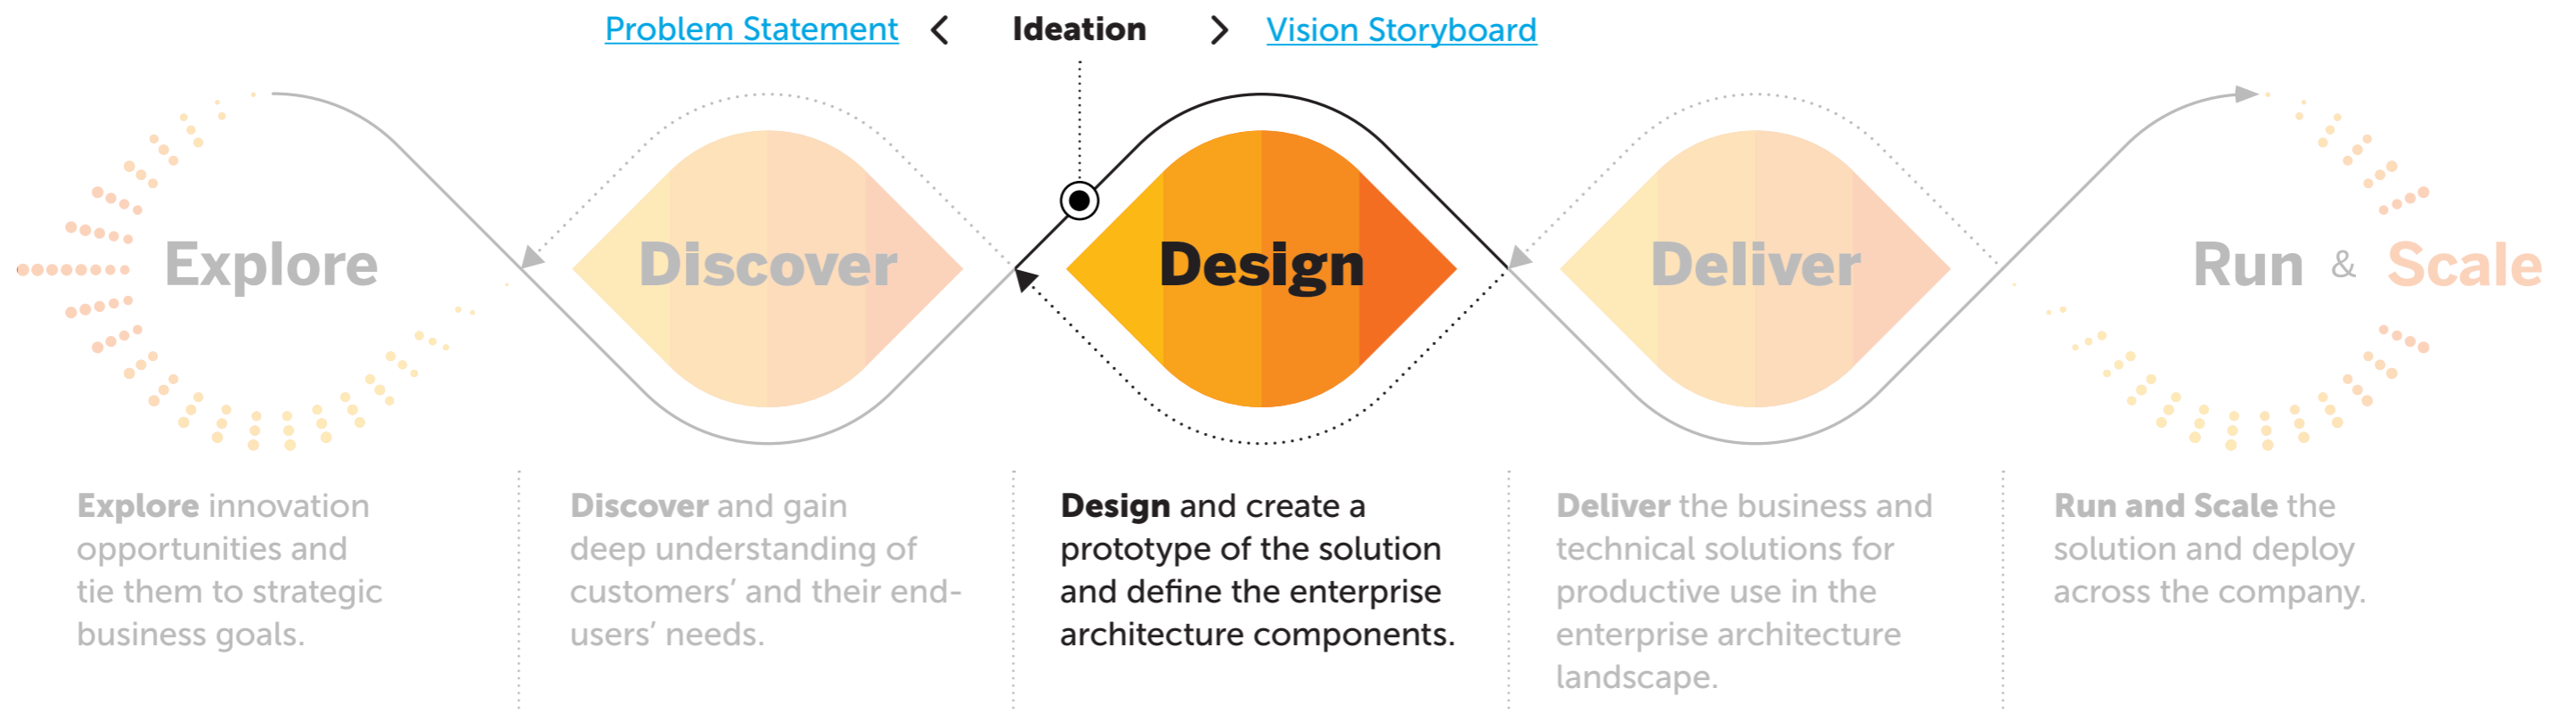 Problem Statement < Ideation > Vision Storyboard
Explore
Discover
Design
Deliver
Run & Scale
Explore innovation
opportunities and
tie them to strategic
business goals.
Discover and gain
deep understanding of
customers’ and their end-
users’ needs.
Design and create a
prototype of the solution
and define the enterprise
architecture components.
Deliver the business and
technical solutions for
productive use in the
enterprise architecture
landscape.
Run and Scale the
solution and deploy
across the company.